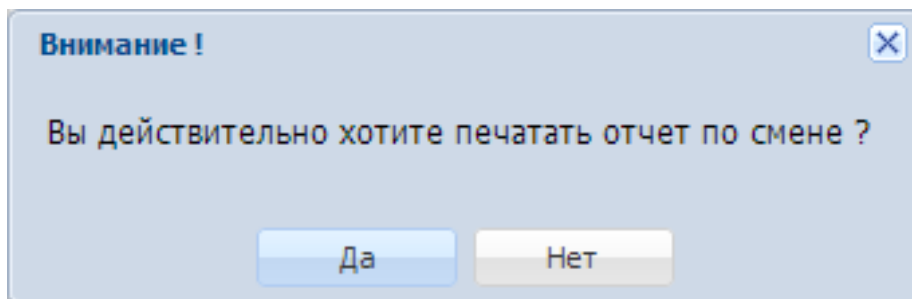 Внимание !
Вы действительно хотите печатать отчет по смене ?
Да
Нет